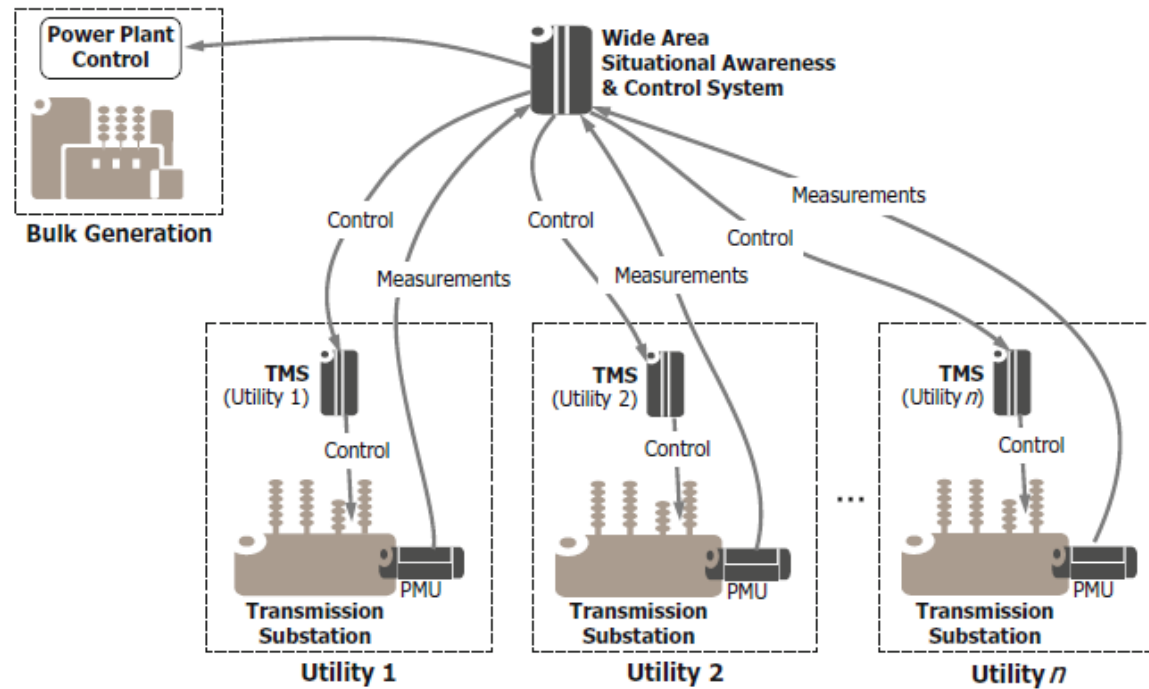 Power Plant
Control
Bulk Generation
Wide Area
Situational Awareness
& Control System
Control
Measurements
Control
Measurements
Control
Measurements
TMS
(Utility 1)
Control
PMU
Transmission
Substation
Utility 1
TMS
(Utility 2)
Control
PMU
Transmission
Substation
Utility 2
...
TMS
(Utility n)
Control
PMU
Transmission
Substation
Utility n